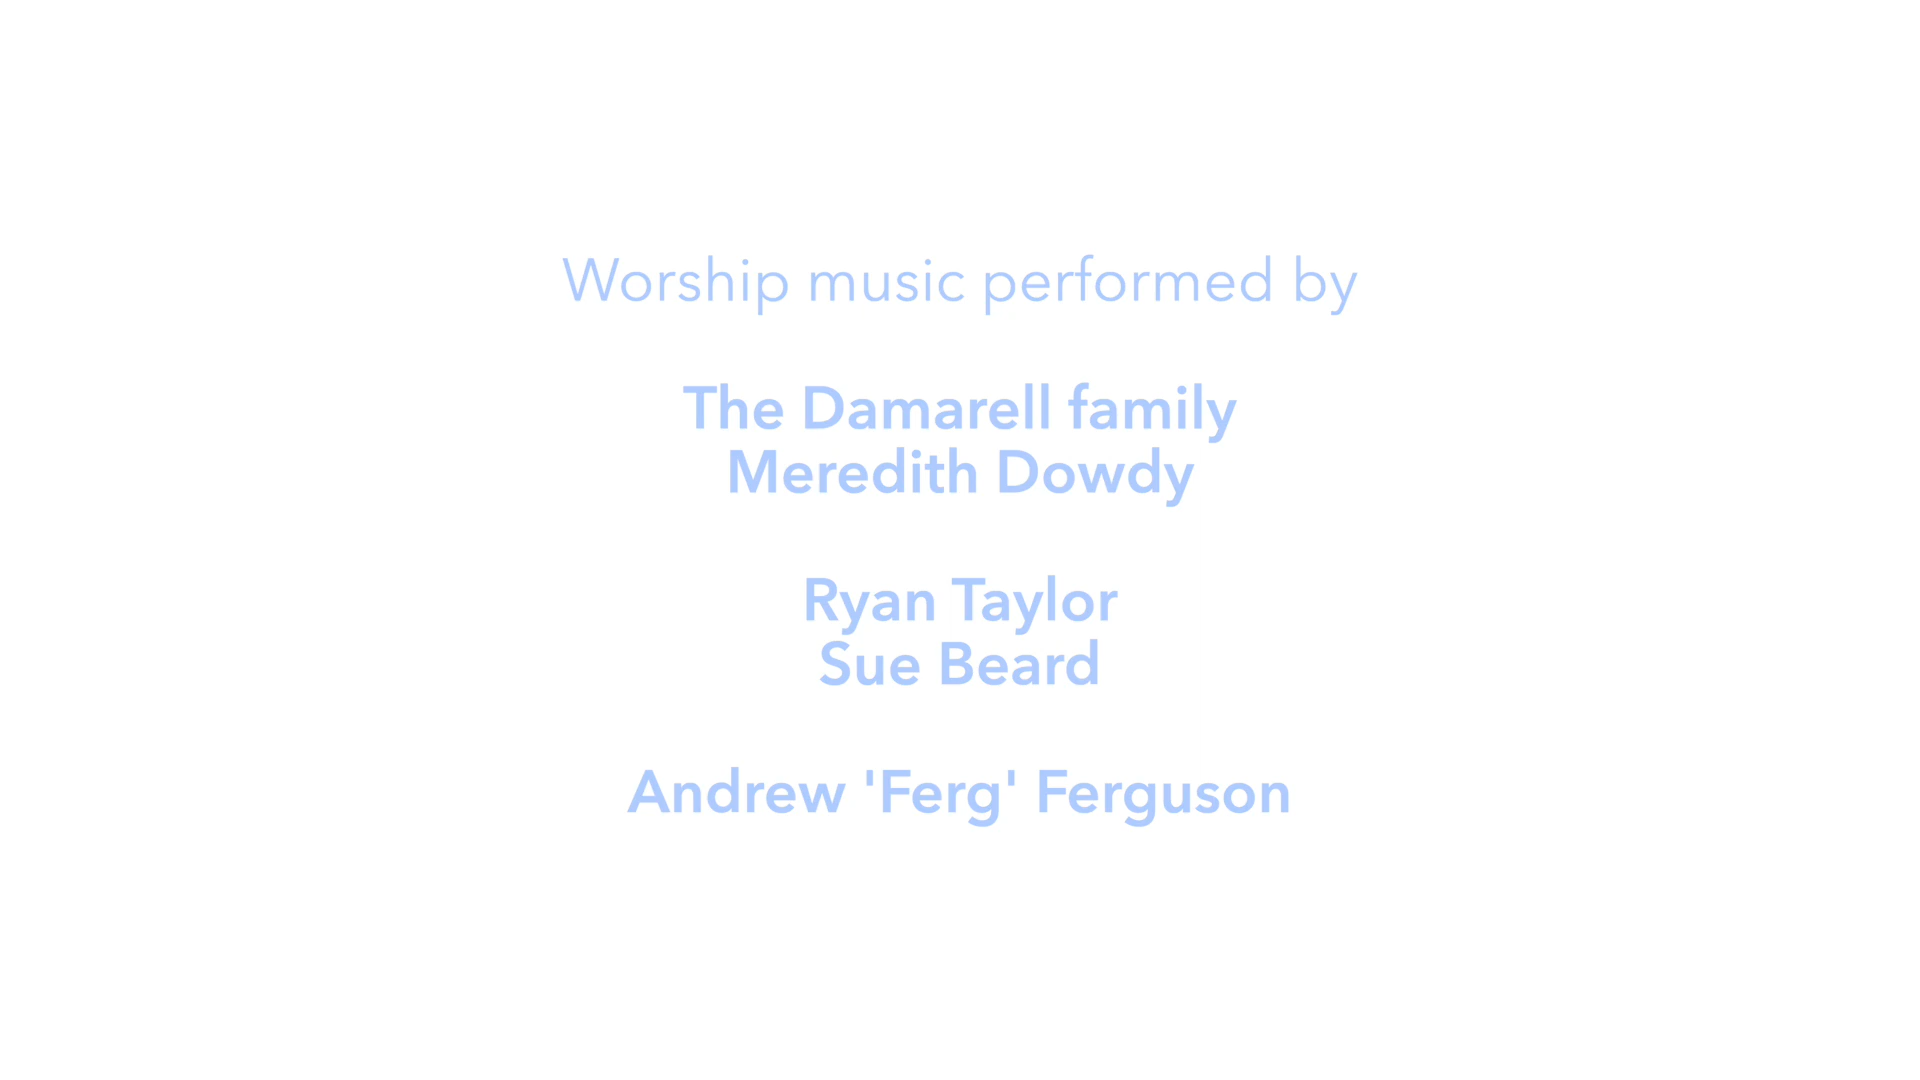 Worship music performed by
The Damarell family
Meredith Dowdy
Ryan Taylor
Sue Beard
Andrew 'Ferg' Ferguson